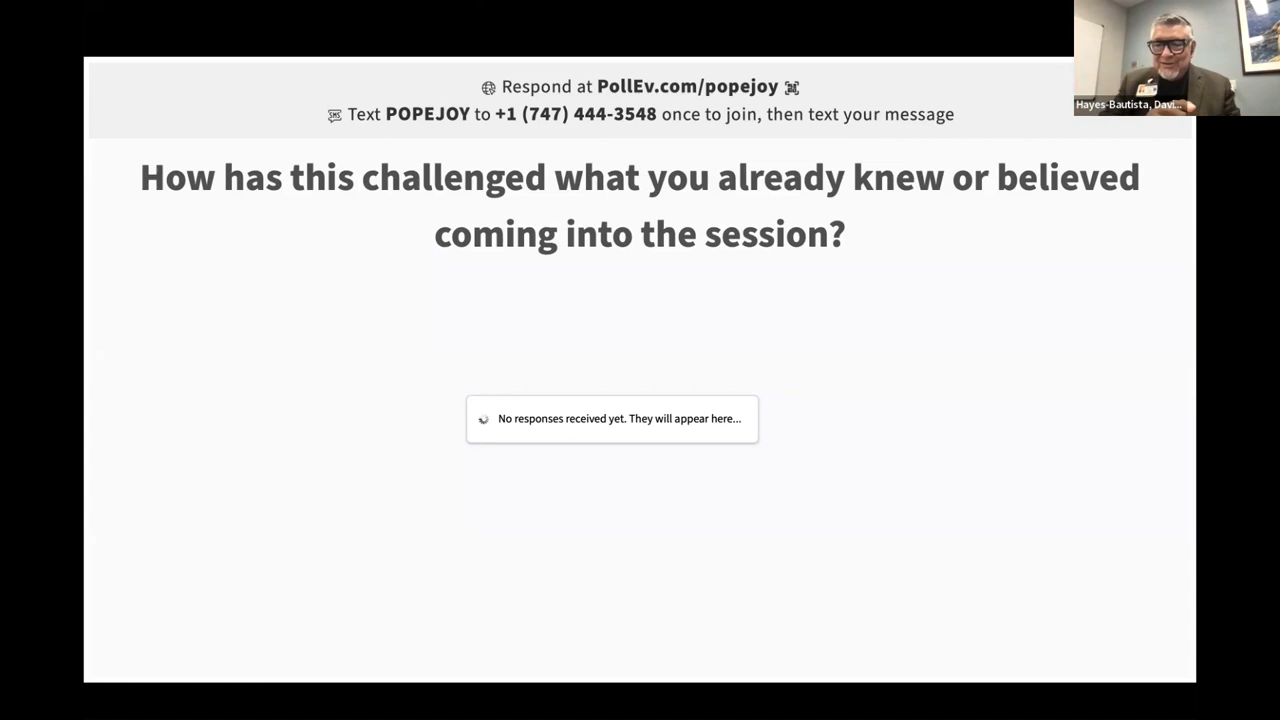 Respond at PollEv.com/popejoy
Text POPEJOY to +1 (747) 444-3548 once to join, then text your message
Hayes-Bautista, Davi...
How has this challenged what you already knew or believed
coming into the session?
No responses received yet. They will appear here...